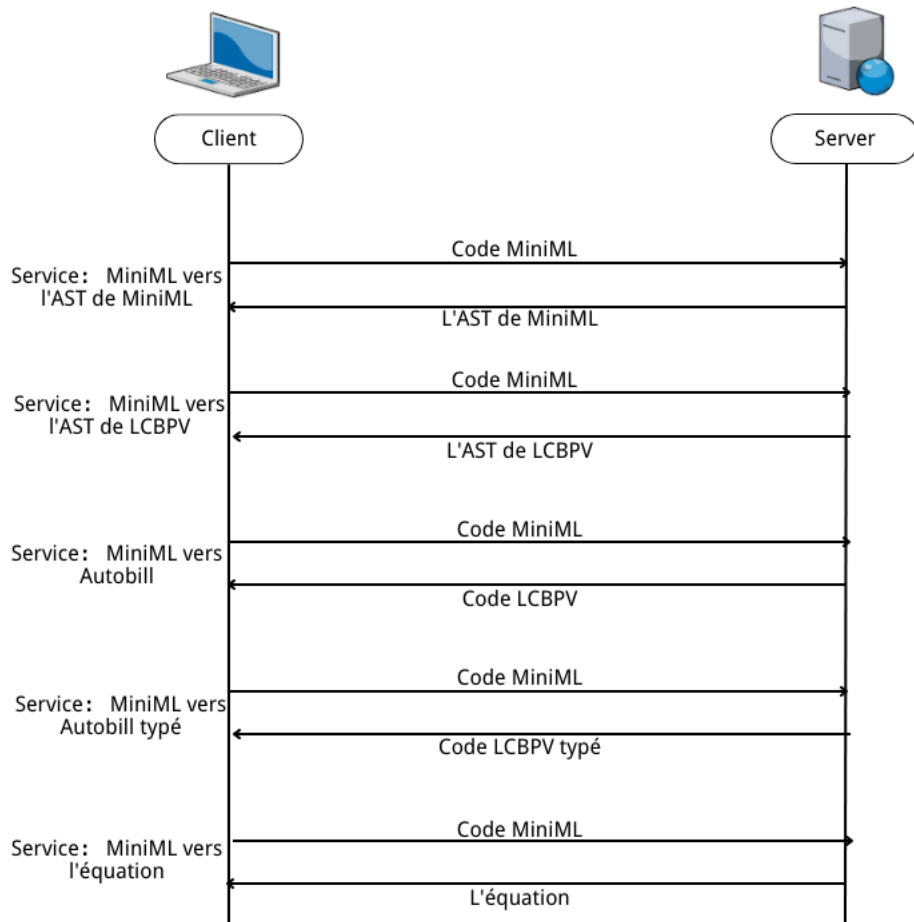 Client
Server
Code MiniML
Service: MiniML vers
l'AST de MiniML
L'AST de MiniML
Code MiniML
Service: MiniML vers
l'AST de LCBPV
L'AST de LCBPV
Code MiniML
Service: MiniML vers
Autobill
Code LCBPV
Code MiniML
Service: MiniML vers
Autobill typé
Code LCBPV typé
Code MiniML
Service: MiniML vers
l'équation
L'équation